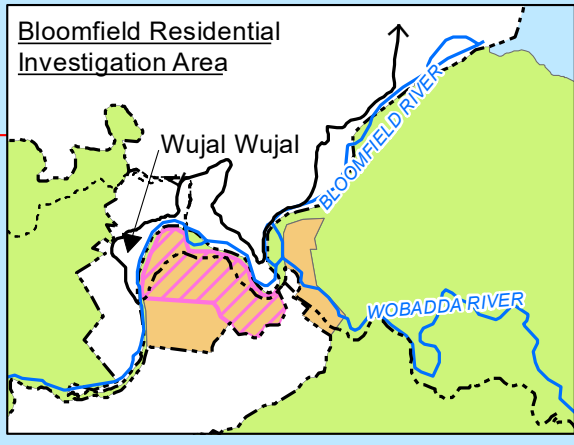 Bloomfield Residential
Investigation Area
Wujal Wujal
BLOOMFIELD RIVER
WOBADDA RIVER